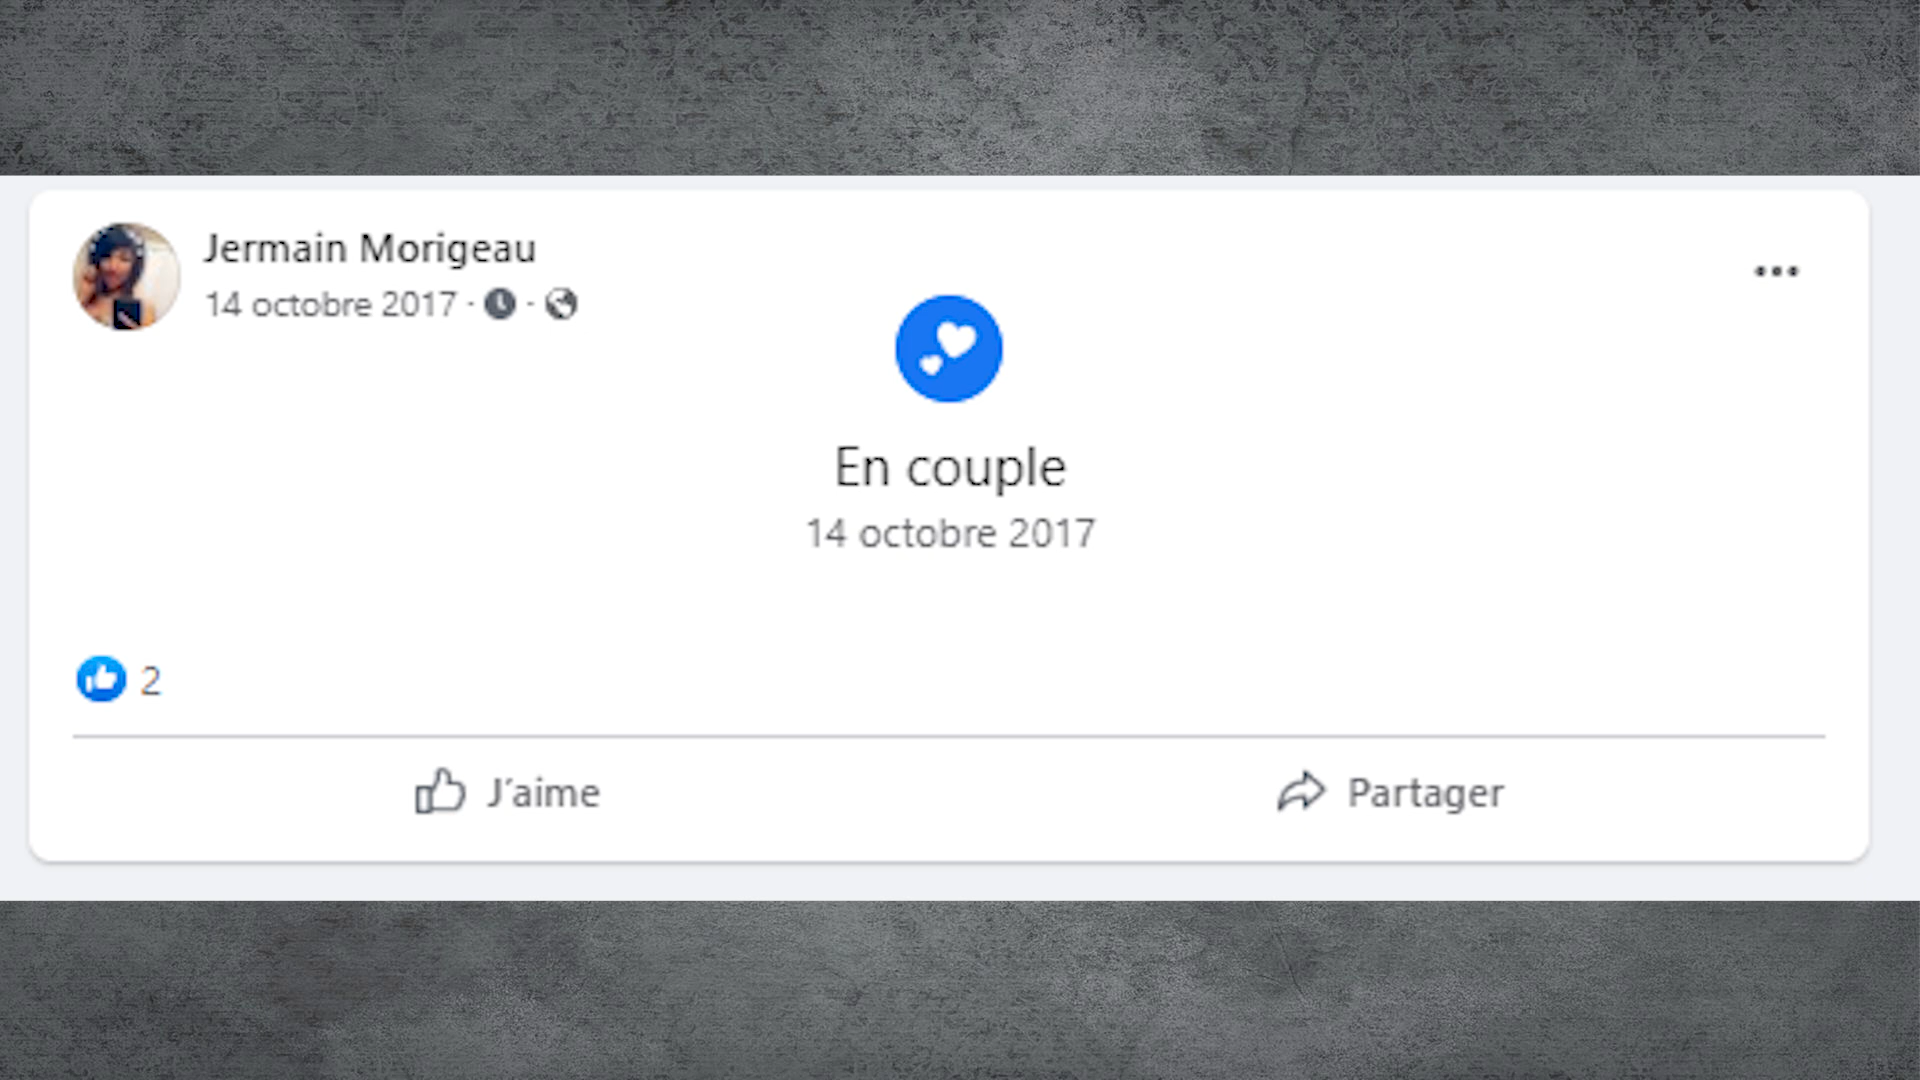 Jermain Morigeau
14 octobre 2017 · ·
En couple
14 octobre 2017
2
J'aime
Partager